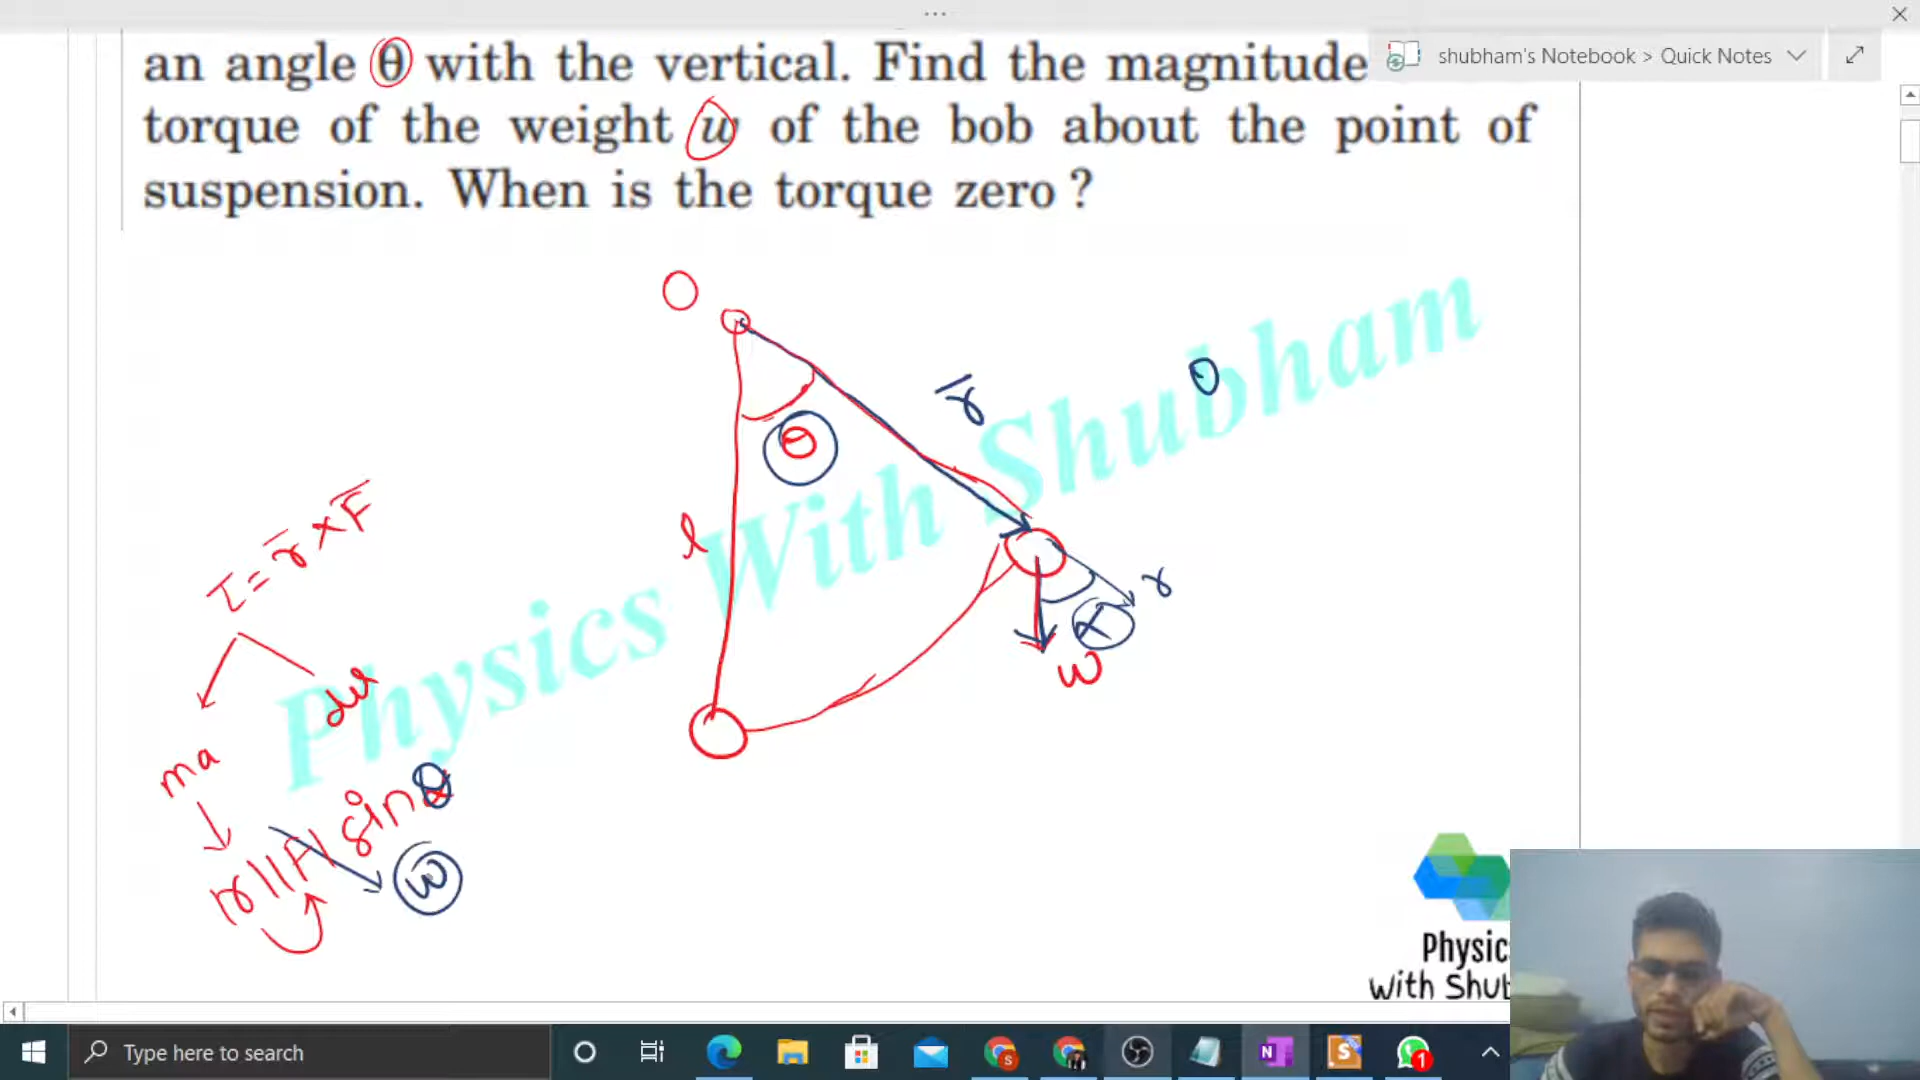 shubham's Notebook > Quick Notes
an angle θ with the vertical. Find the magnitude
torque of the weight w of the bob about the point of
suspension. When is the torque zero ?
O
θ
r̅
l
w
r
τ = r̅ × F̅
ma
|r||F| sinθ
w
Physics With Shubham
Physic
With Shu
Type here to search
1